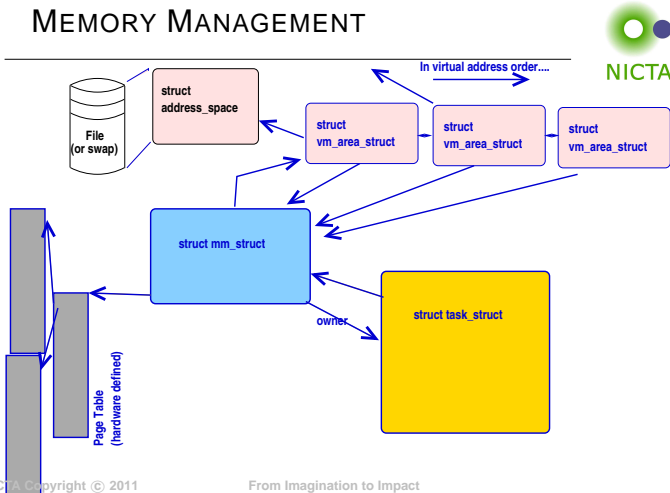 MEMORY MANAGEMENT
NICTA
In virtual address order....
struct
address_space
File
(or swap)
struct
vm_area_struct
struct
vm_area_struct
struct
vm_area_struct
struct mm_struct
owner
struct task_struct
Page Table
(hardware defined)
CTA Copyright © 2011
From Imagination to Impact